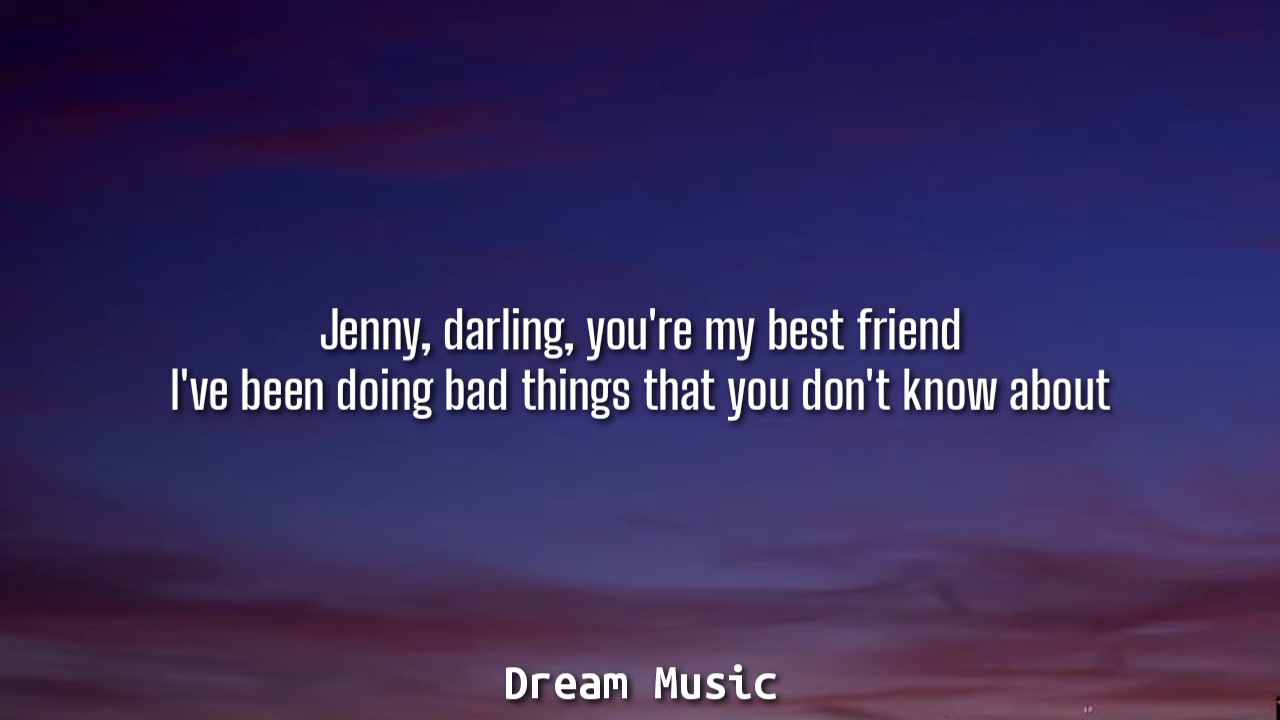 Jenny, darling, you're my best friend
I've been doing bad things that you don't know about
Dream Music